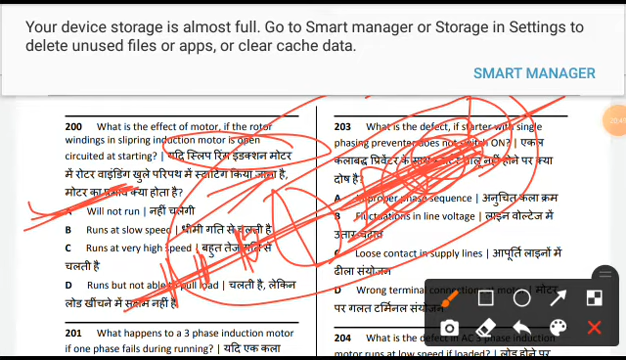 Your device storage is almost full. Go to Smart manager or Storage in Settings to
delete unused files or apps, or clear cache data.
SMART MANAGER
200 What is the effect of motor, if the rotor
windings in slipring induction motor is open
circuited at starting? | यदि स्लिप रिंग इंडक्शन मोटर
में रोटर वाइंडिंग खुले परिपथ में स्टार्टिंग किया जाता है,
मोटर का क्या होता है?
Will not run | नहीं चलेगी
B Runs at slow speed | धीमी गति से चलती है
C Runs at very high speed | बहुत तेज गति से
चलती है
D Runs but not able to pull load | चलती है, लेकिन
लोड खींचने में सक्षम नहीं है
201 What happens to a 3 phase induction motor
if one phase fails during running? | यदि एक कला
203 What is the defect, if starter with single
phasing preventer does not switch ON? | एकल
कलाबद्ध प्रिवेंटर के साथ चालू नहीं होने पर क्या
दोष है?
A Improper phase sequence | अनुचित कला क्रम
B Fluctuations in line voltage | लाइन वोल्टेज में
उतार-चढ़ाव
Loose contact in supply lines | आपूर्ति लाइनों में
ढीला संयोजन
D Wrong terminal
पर गलत टर्मिनल संयोजन
204 What is the defect in AC 3 phase induction
motor runs at low speed if loaded? | लोड होने पर